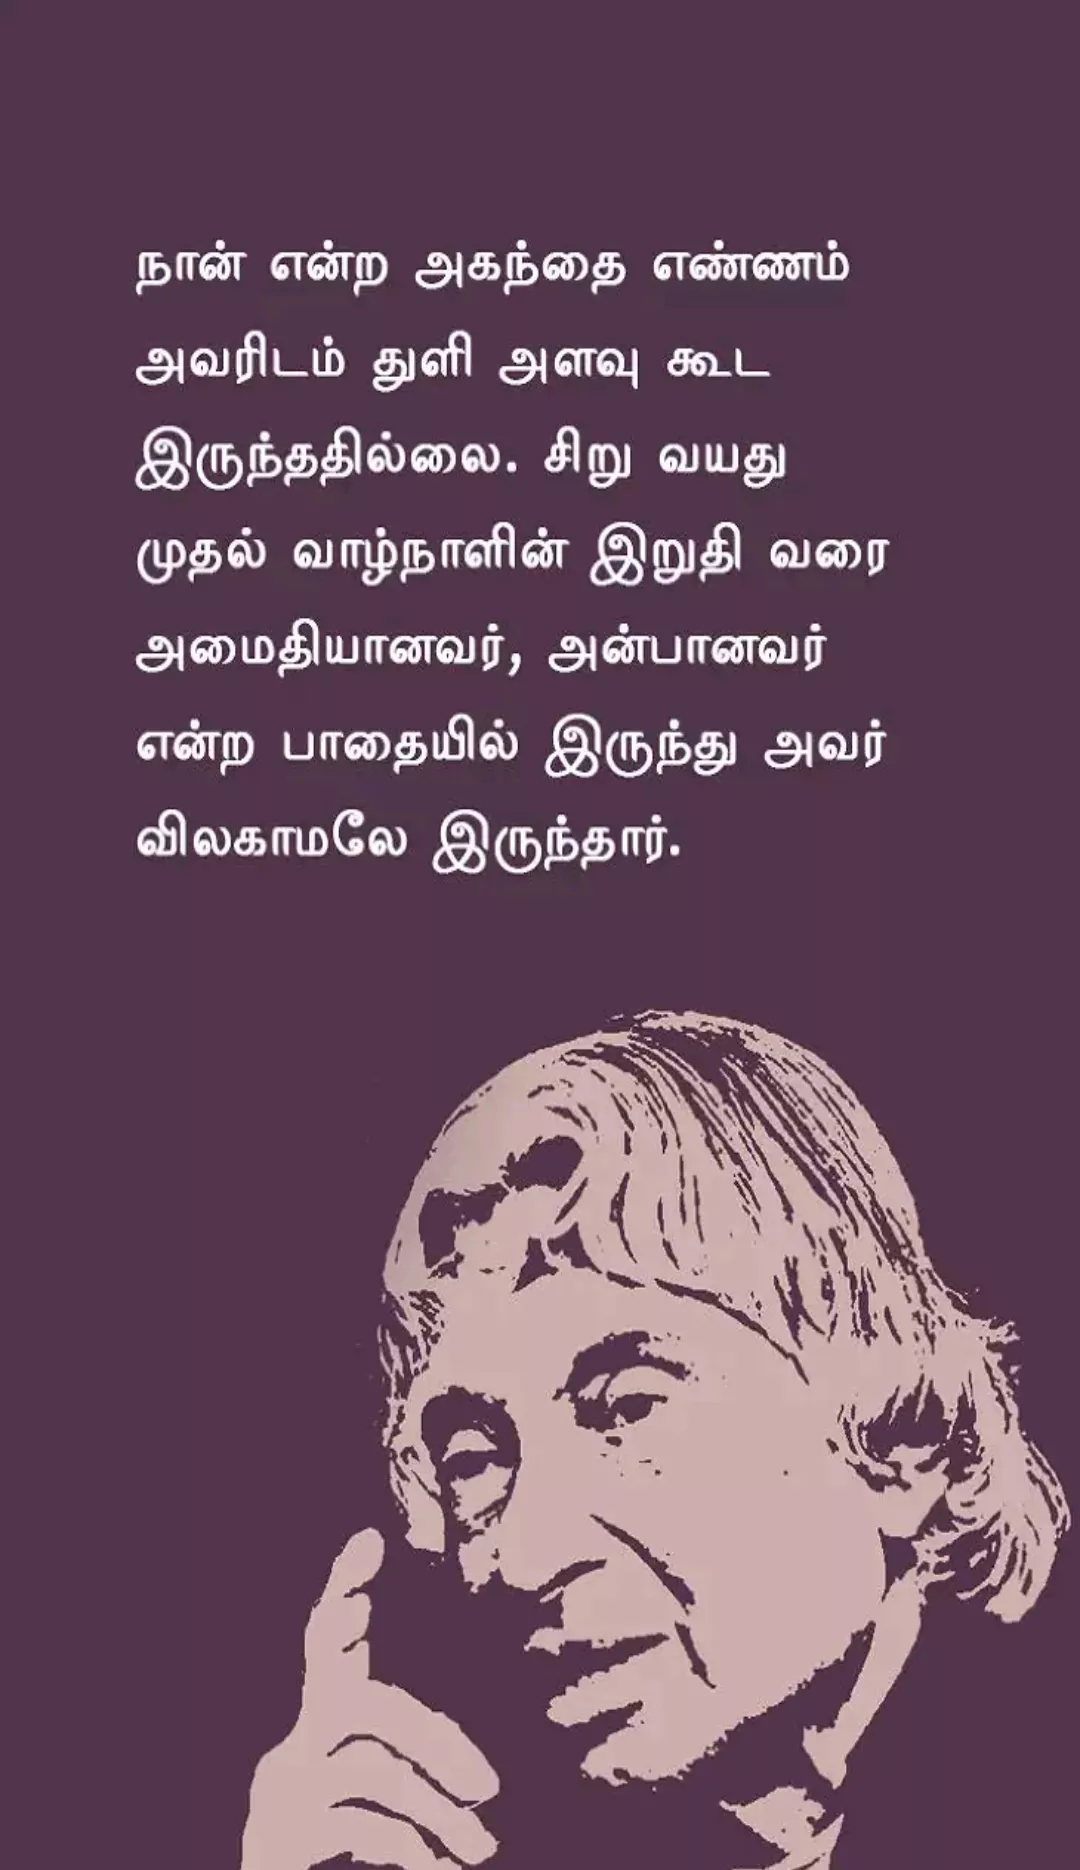 நான் என்ற அகந்தை எண்ணம்
அவரிடம் துளி அளவு கூட
இருந்ததில்லை. சிறு வயது
முதல் வாழ்நாளின் இறுதி வரை
அமைதியானவர், அன்பானவர்
என்ற பாதையில் இருந்து அவர்
விலகாமலே இருந்தார்.